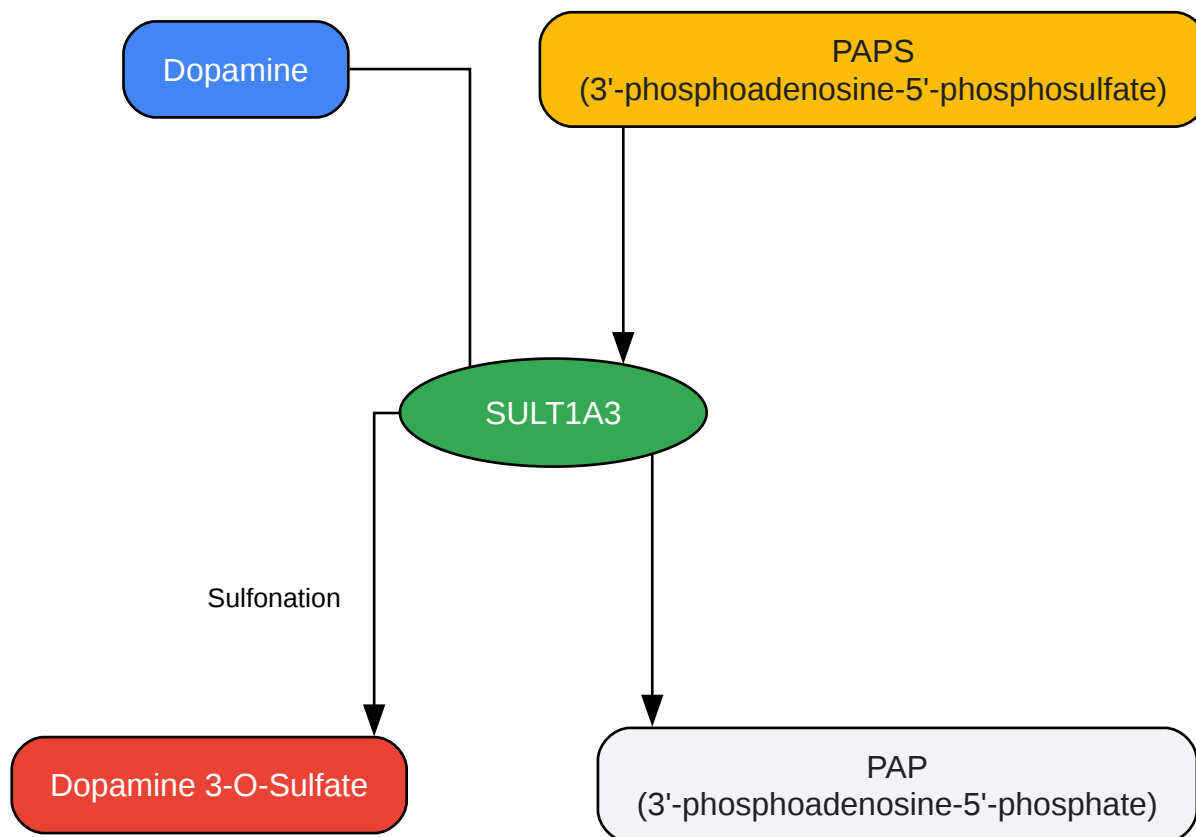 Dopamine
PAPS
(3'-phosphoadenosine-5'-phosphosulfate)
SULT1A3
Sulfonation
Dopamine 3-O-Sulfate
PAP
(3'-phosphoadenosine-5'-phosphate)